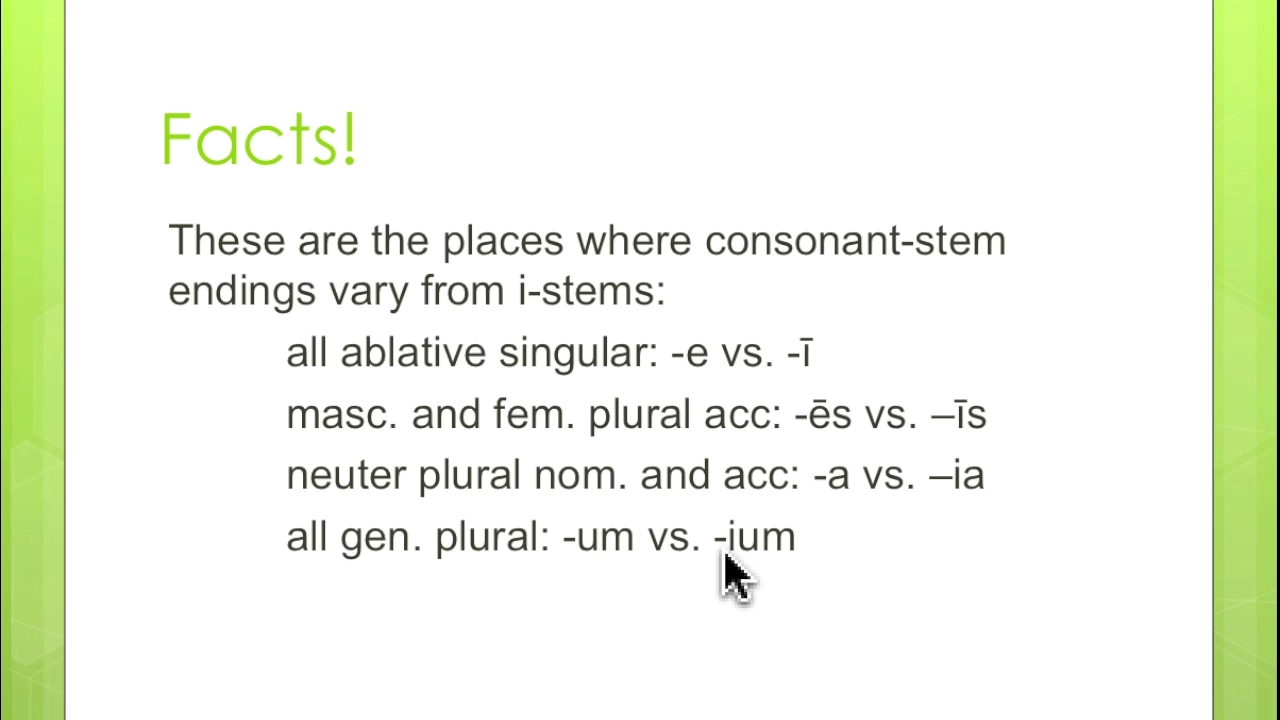 Facts!
These are the places where consonant-stem
endings vary from i-stems:
all ablative singular: -e vs. -ī
masc. and fem. plural acc: -ēs vs. –īs
neuter plural nom. and acc: -a vs. –ia
all gen. plural: -um vs. -ium